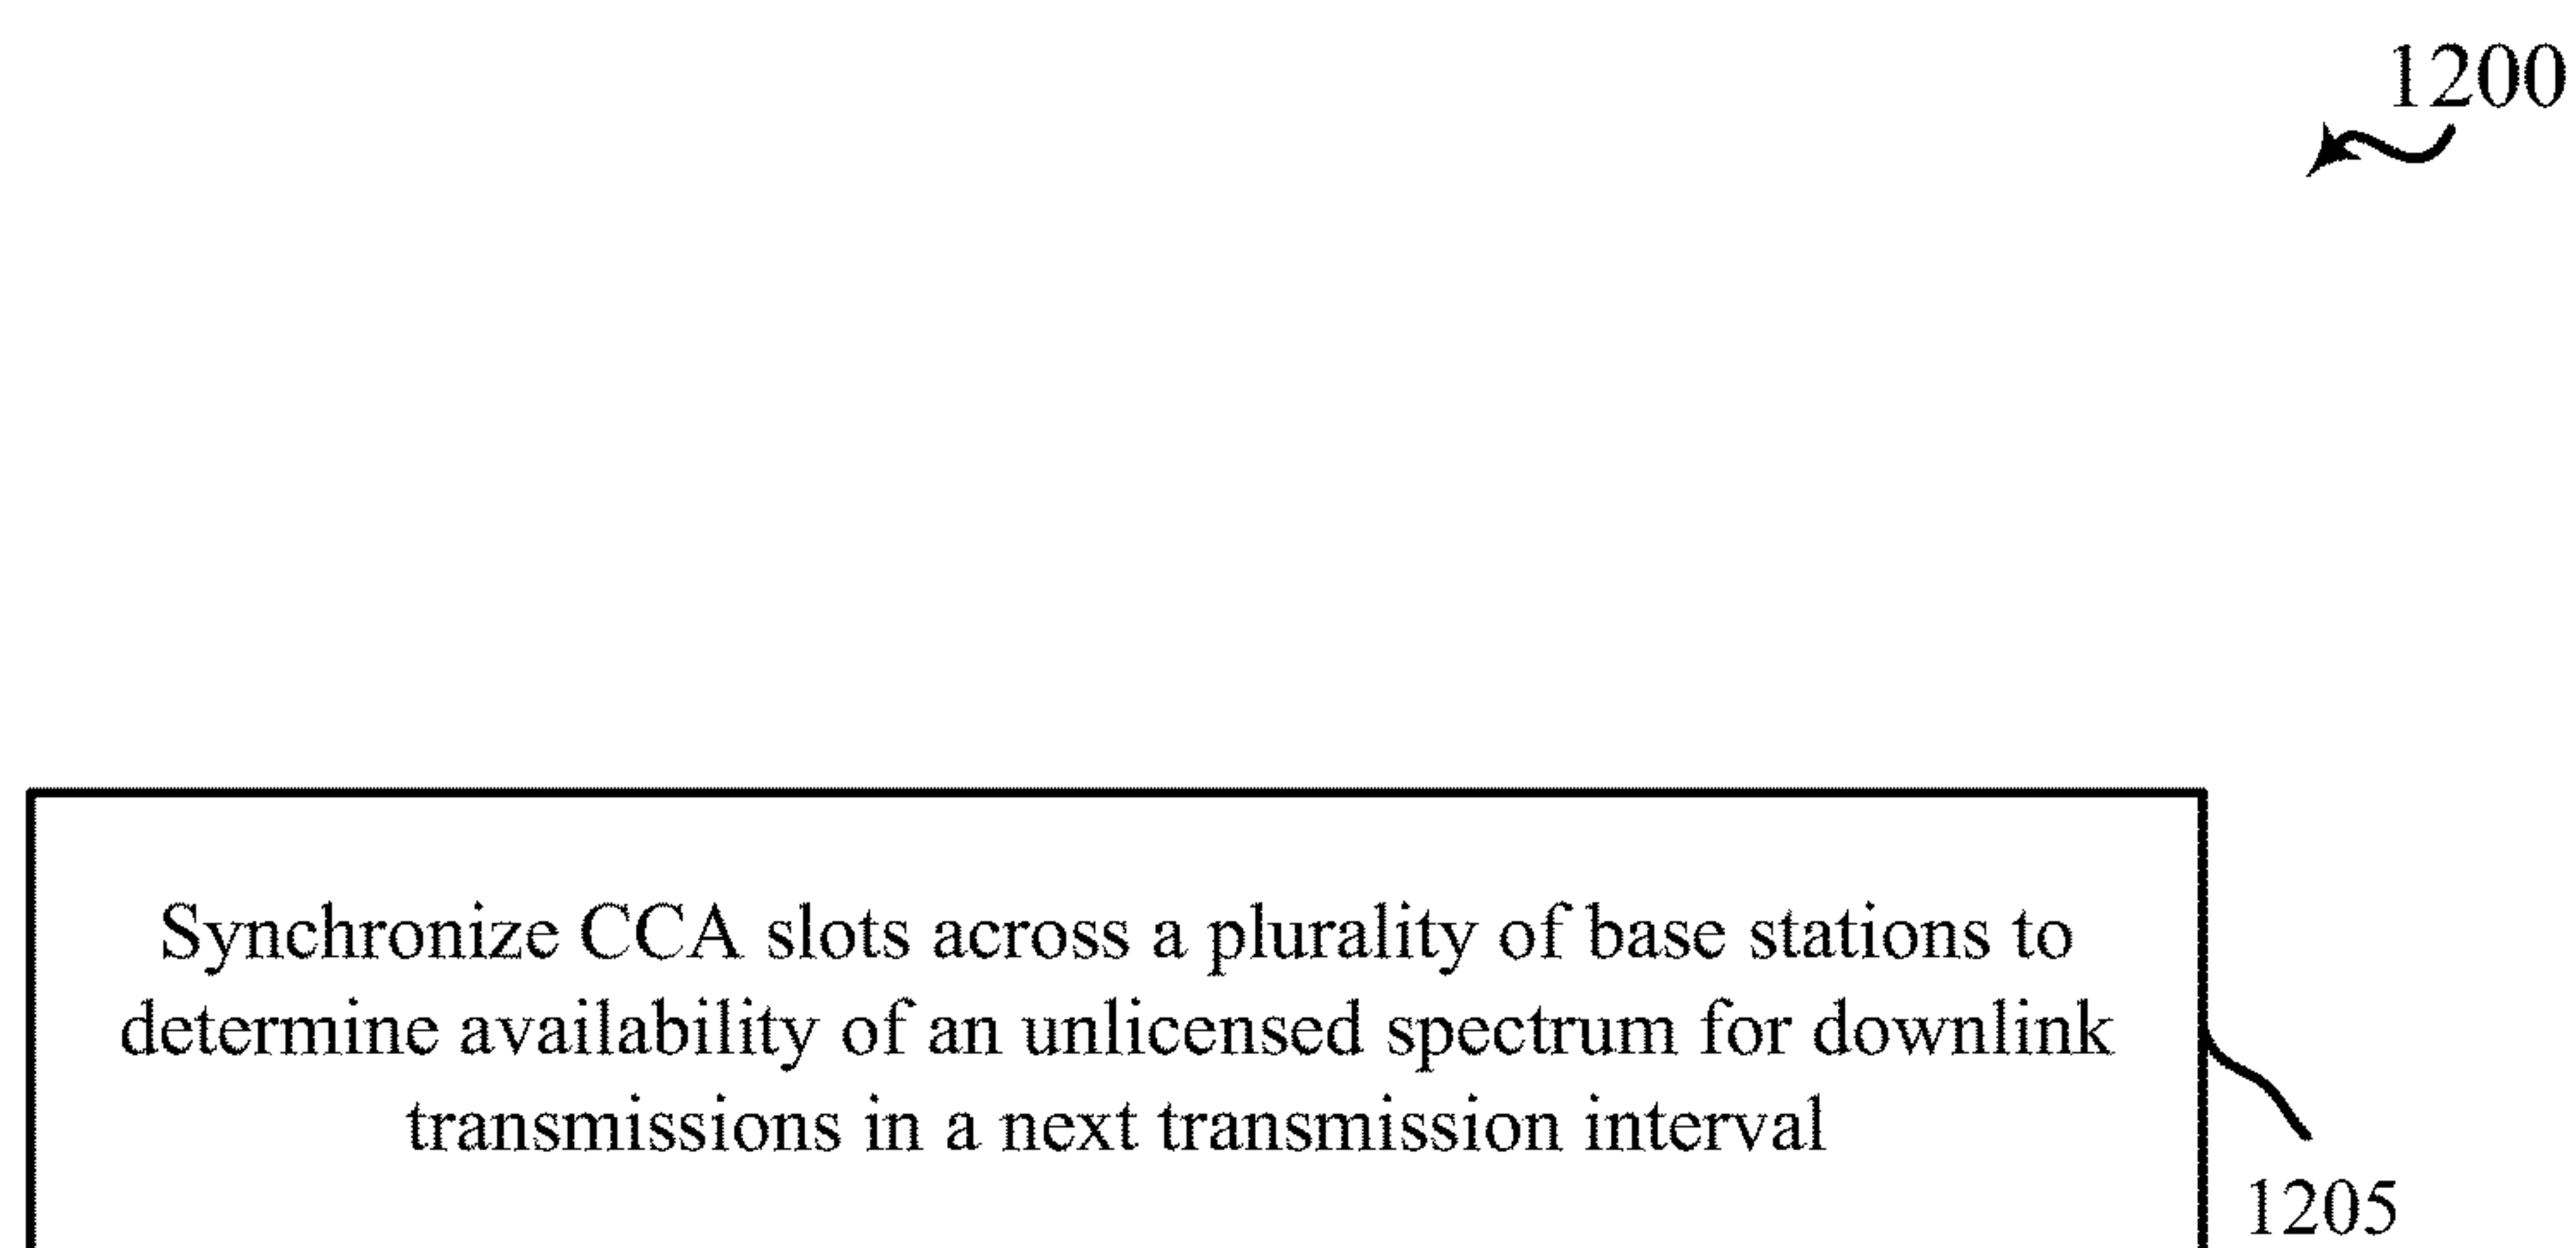 1200
Synchronize CCA slots across a plurality of base stations to
determine availability of an unlicensed spectrum for downlink
transmissions in a next transmission interval
1205